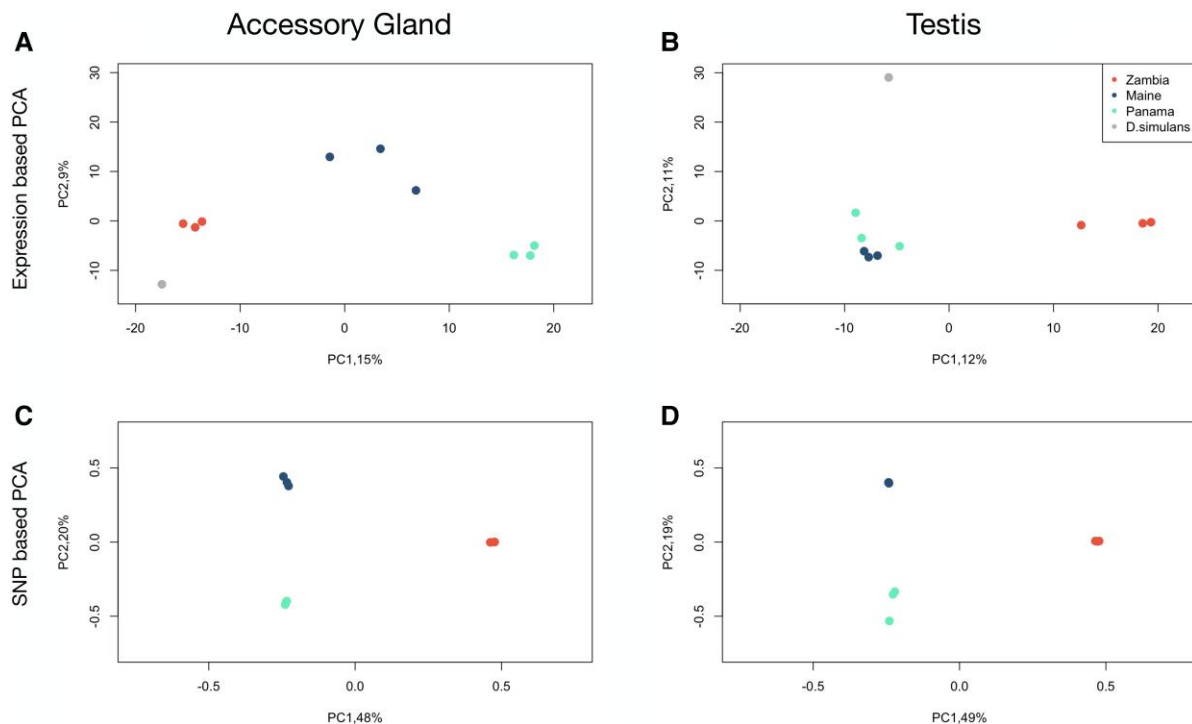 Accessory Gland
Testis
A
Expression based PCA
PC2,9%
30
20
10
0
-10
-20
-10
0
10
20
PC1,15%
B
PC2,11%
30
20
10
0
-10
-20
-10
0
10
20
PC1,12%
Zambia
Maine
Panama
D.simulans
C
SNP based PCA
PC2,20%
0.5
0.0
-0.5
-0.5
0.0
0.5
PC1,48%
D
PC2,19%
0.5
0.0
-0.5
-0.5
0.0
0.5
PC1,49%